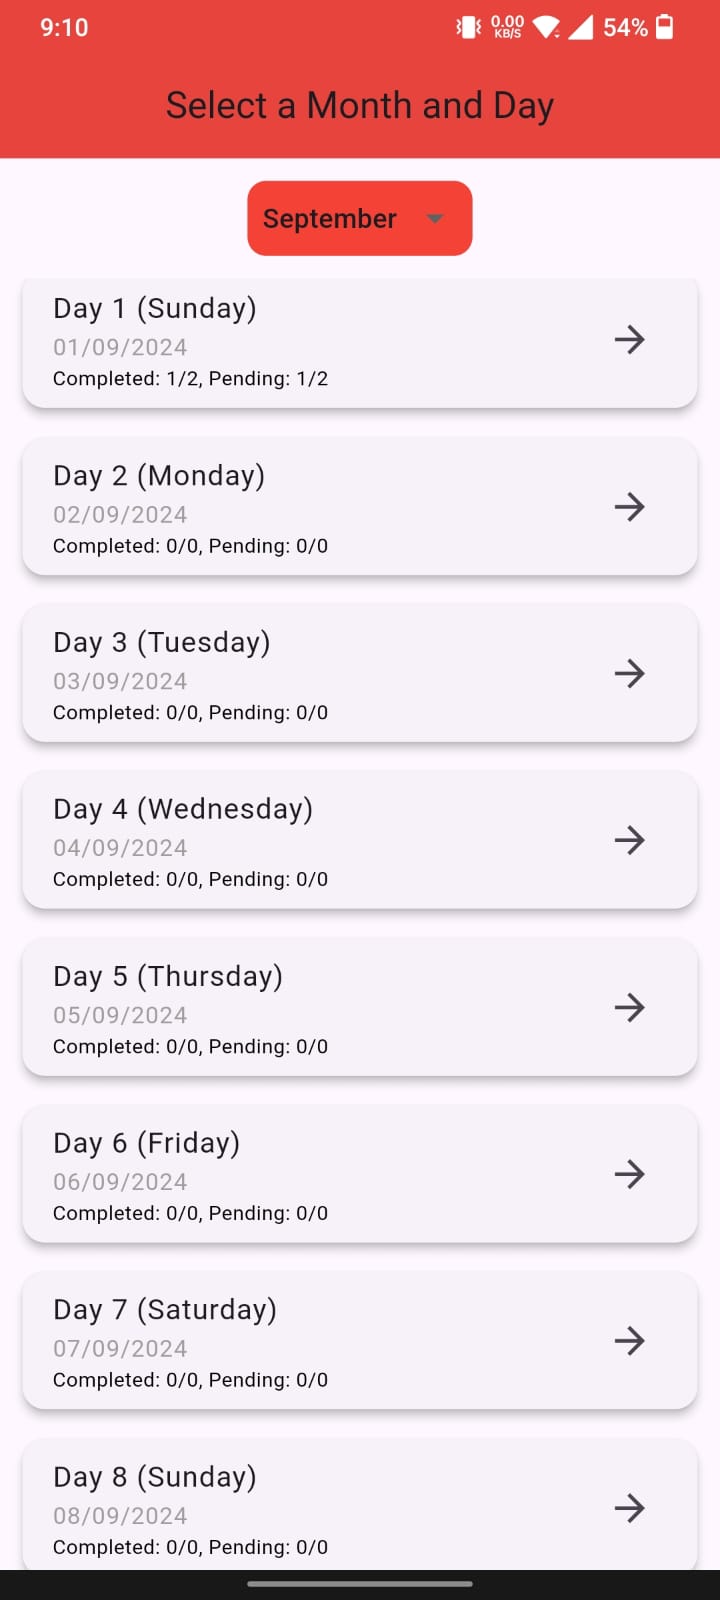 9:10
0.00
KB/S
54%
Select a Month and Day
September
Day 1 (Sunday)
01/09/2024
Completed: 1/2, Pending: 1/2
Day 2 (Monday)
02/09/2024
Completed: 0/0, Pending: 0/0
Day 3 (Tuesday)
03/09/2024
Completed: 0/0, Pending: 0/0
Day 4 (Wednesday)
04/09/2024
Completed: 0/0, Pending: 0/0
Day 5 (Thursday)
05/09/2024
Completed: 0/0, Pending: 0/0
Day 6 (Friday)
06/09/2024
Completed: 0/0, Pending: 0/0
Day 7 (Saturday)
07/09/2024
Completed: 0/0, Pending: 0/0
Day 8 (Sunday)
08/09/2024
Completed: 0/0, Pending: 0/0